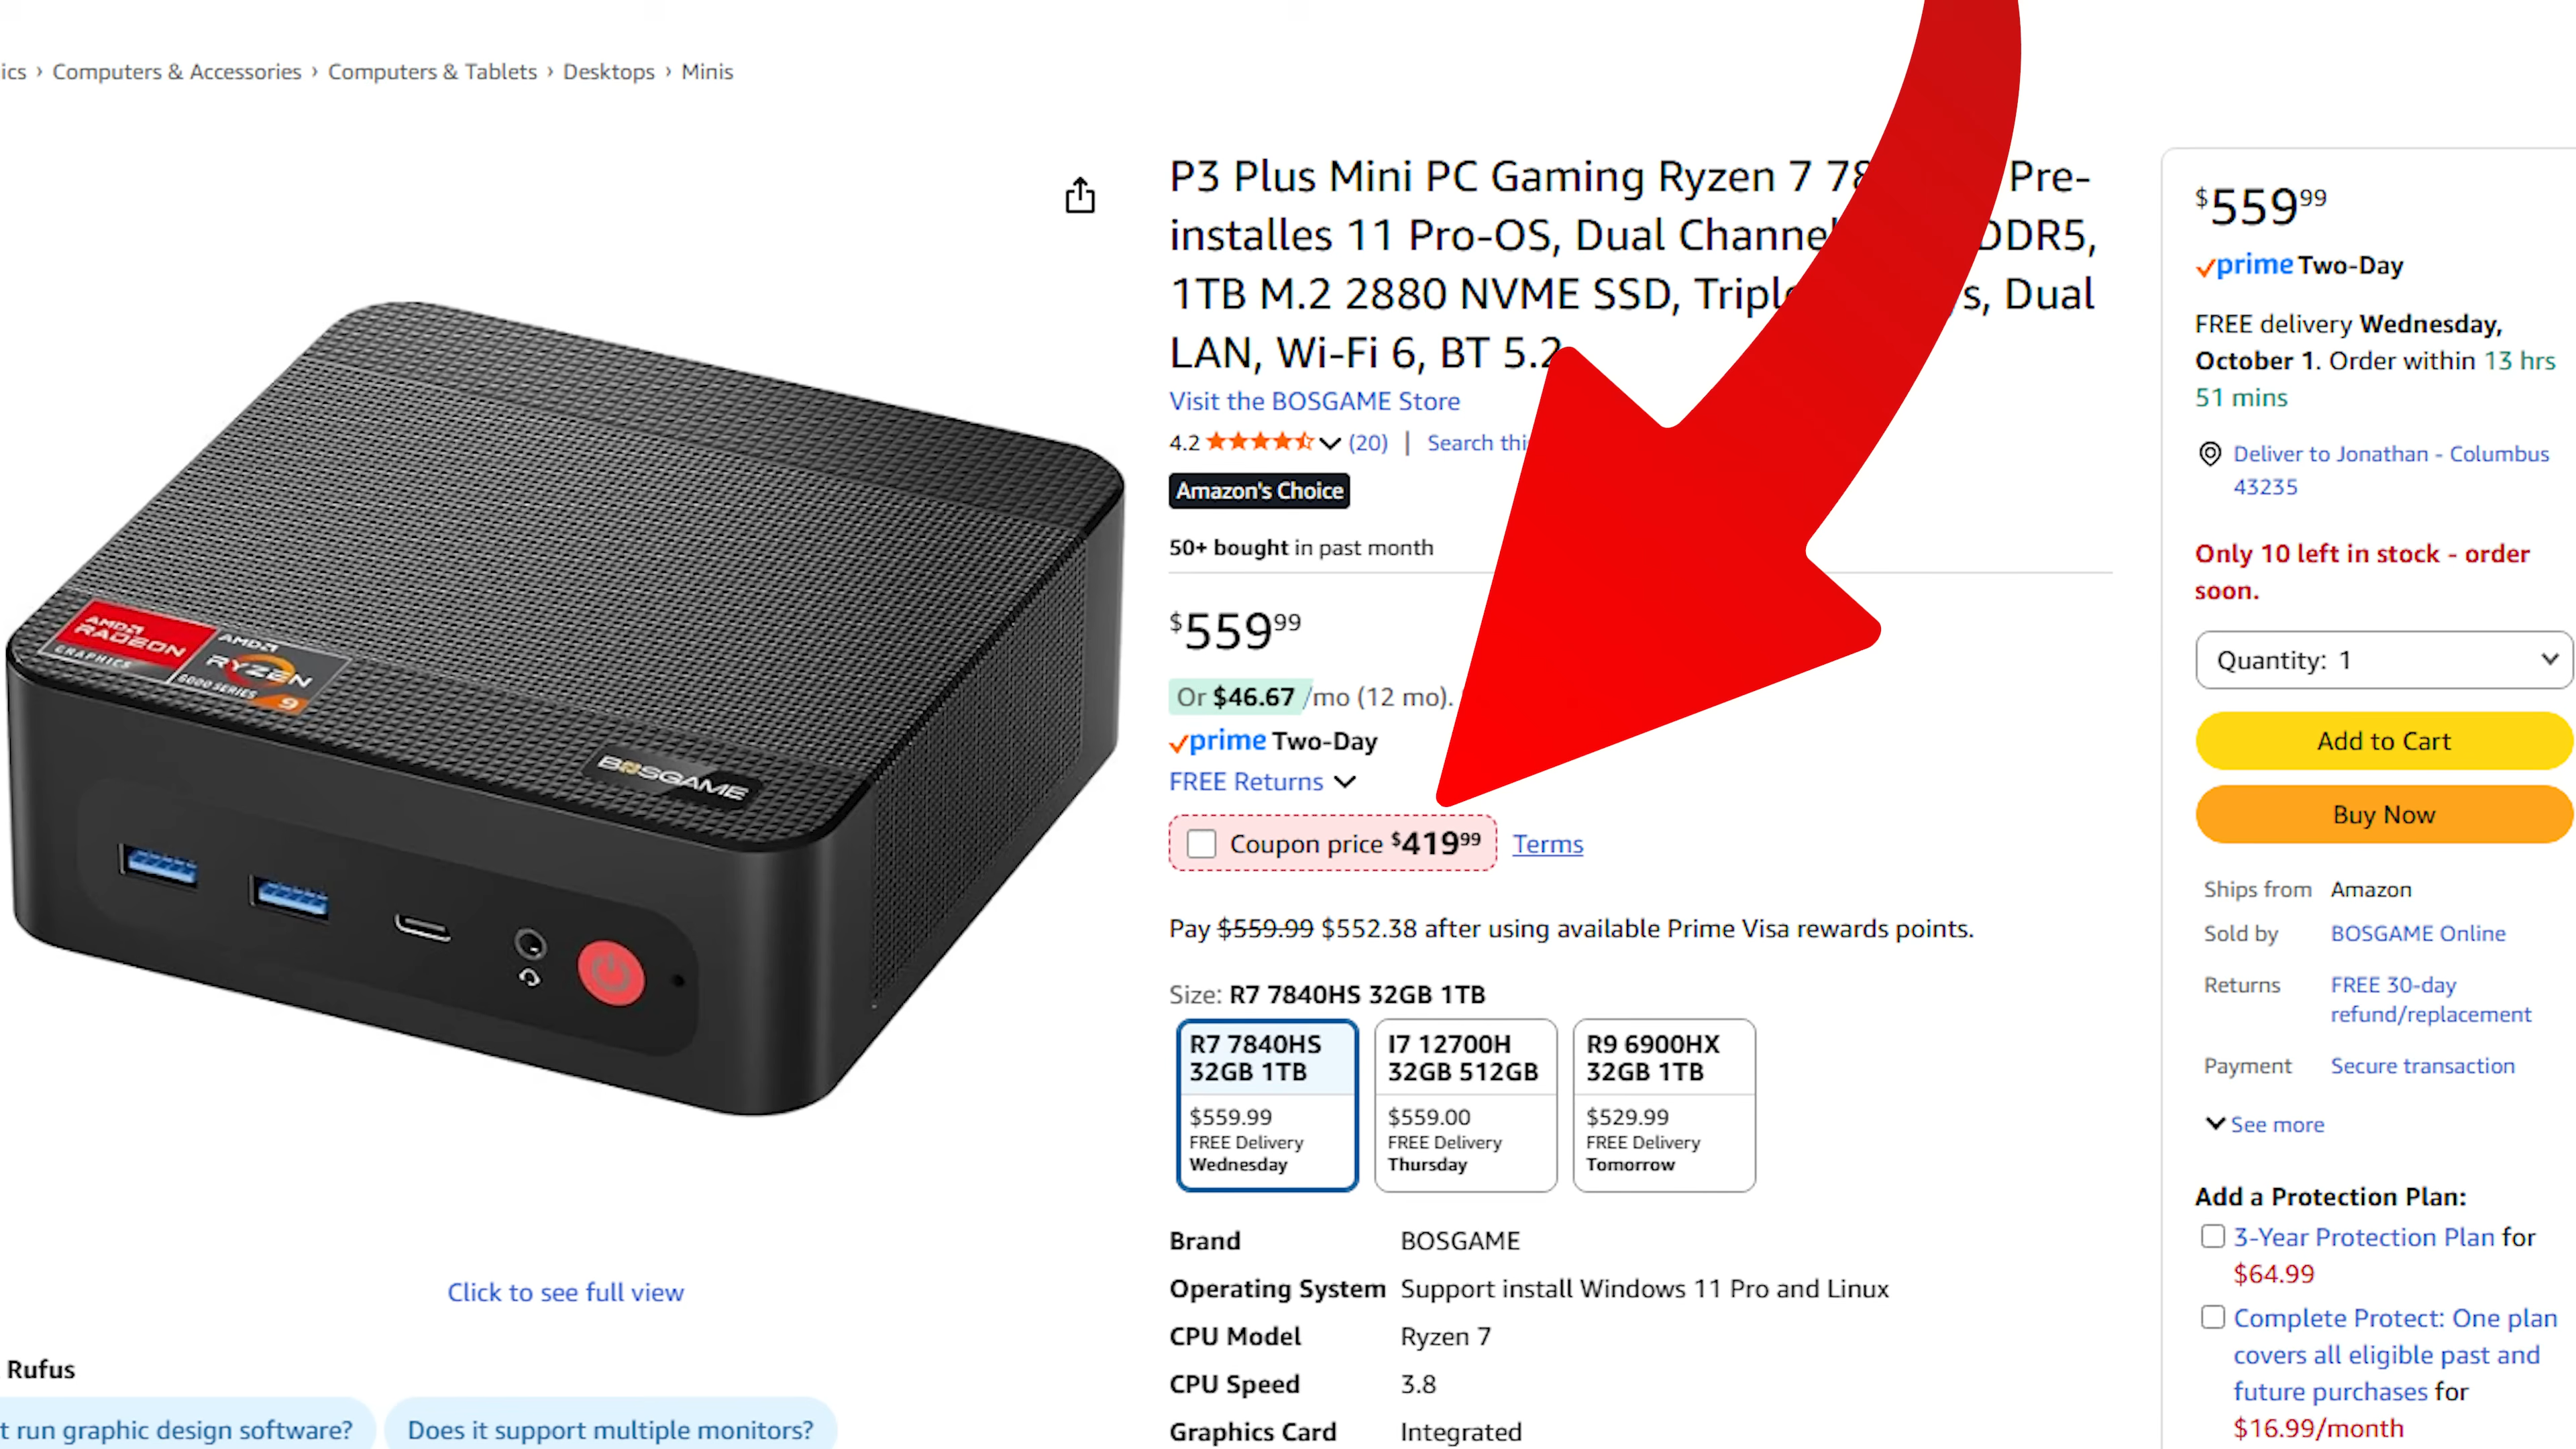 ics › Computers & Accessories › Computers & Tablets › Desktops › Minis
P3 Plus Mini PC Gaming Ryzen 7 78 Pre-
installes 11 Pro-OS, Dual Channel DDR5,
1TB M.2 2880 NVME SSD, Triple s, Dual
LAN, Wi-Fi 6, BT 5.2
Visit the BOSGAME Store
4.2 (20) | Search this
Amazon's Choice
50+ bought in past month
$559.99
Or $46.67 /mo (12 mo).
prime Two-Day
FREE Returns
Coupon price $419.99 Terms
Pay $559.99 $552.38 after using available Prime Visa rewards points.
Size: R7 7840HS 32GB 1TB
R7 7840HS
32GB 1TB
$559.99
FREE Delivery
Wednesday
I7 12700H
32GB 512GB
$559.00
FREE Delivery
Thursday
R9 6900HX
32GB 1TB
$529.99
FREE Delivery
Tomorrow
Brand BOSGAME
Operating System Support install Windows 11 Pro and Linux
CPU Model Ryzen 7
CPU Speed 3.8
Graphics Card Integrated
AMD
RADEON
GRAPHICS
AMD
RYZEN
6000 SERIES
9
BOSGAME
Click to see full view
Rufus
t run graphic design software?
Does it support multiple monitors?
$559.99
prime Two-Day
FREE delivery Wednesday,
October 1. Order within 13 hrs
51 mins
Deliver to Jonathan - Columbus
43235
Only 10 left in stock - order
soon.
Quantity: 1
Add to Cart
Buy Now
Ships from Amazon
Sold by BOSGAME Online
Returns FREE 30-day
refund/replacement
Payment Secure transaction
See more
Add a Protection Plan:
3-Year Protection Plan for
$64.99
Complete Protect: One plan
covers all eligible past and
future purchases for
$16.99/month